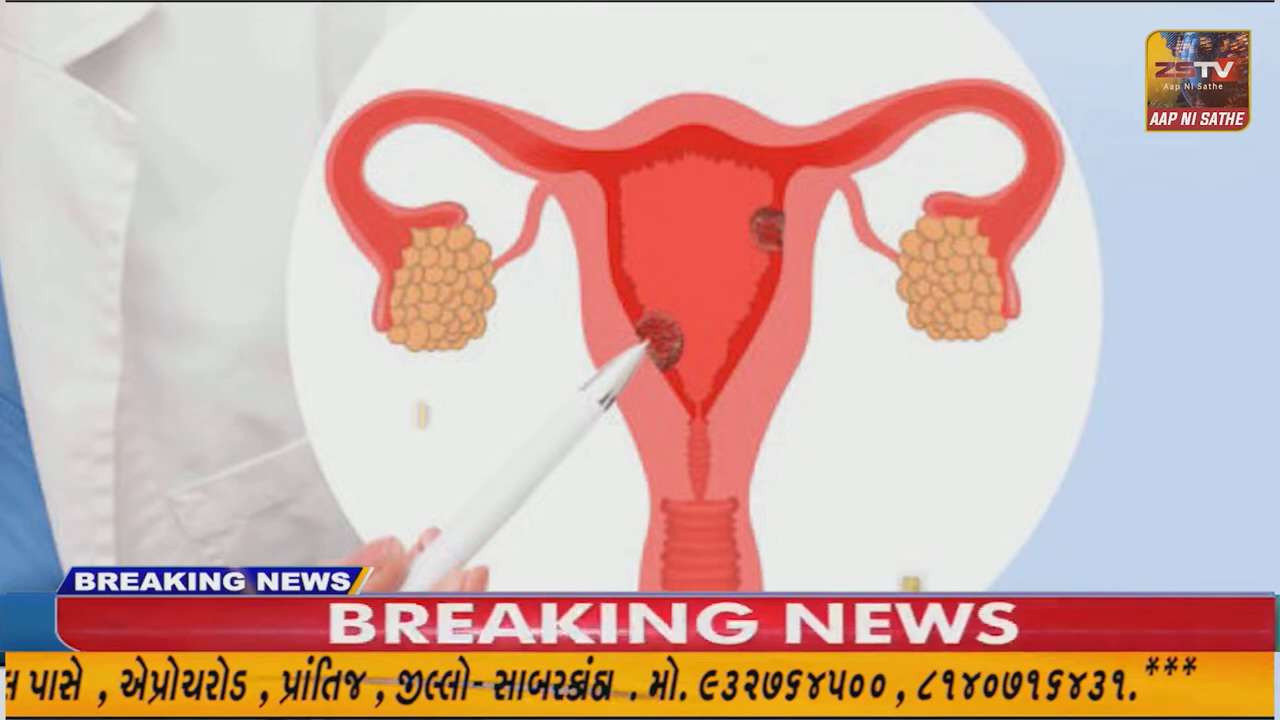 ZSTV
Aap Ni Sathe
AAP NI SATHE
BREAKING NEWS
BREAKING NEWS
પાસે , એપ્રોચરોડ , પ્રાંતિજ , જીલ્લો- સાબરકાંઠા . મો. ૯૩૨૭૬૪૫૦૦ , ૮૧૪૦૭૧૬૪૩૧.***